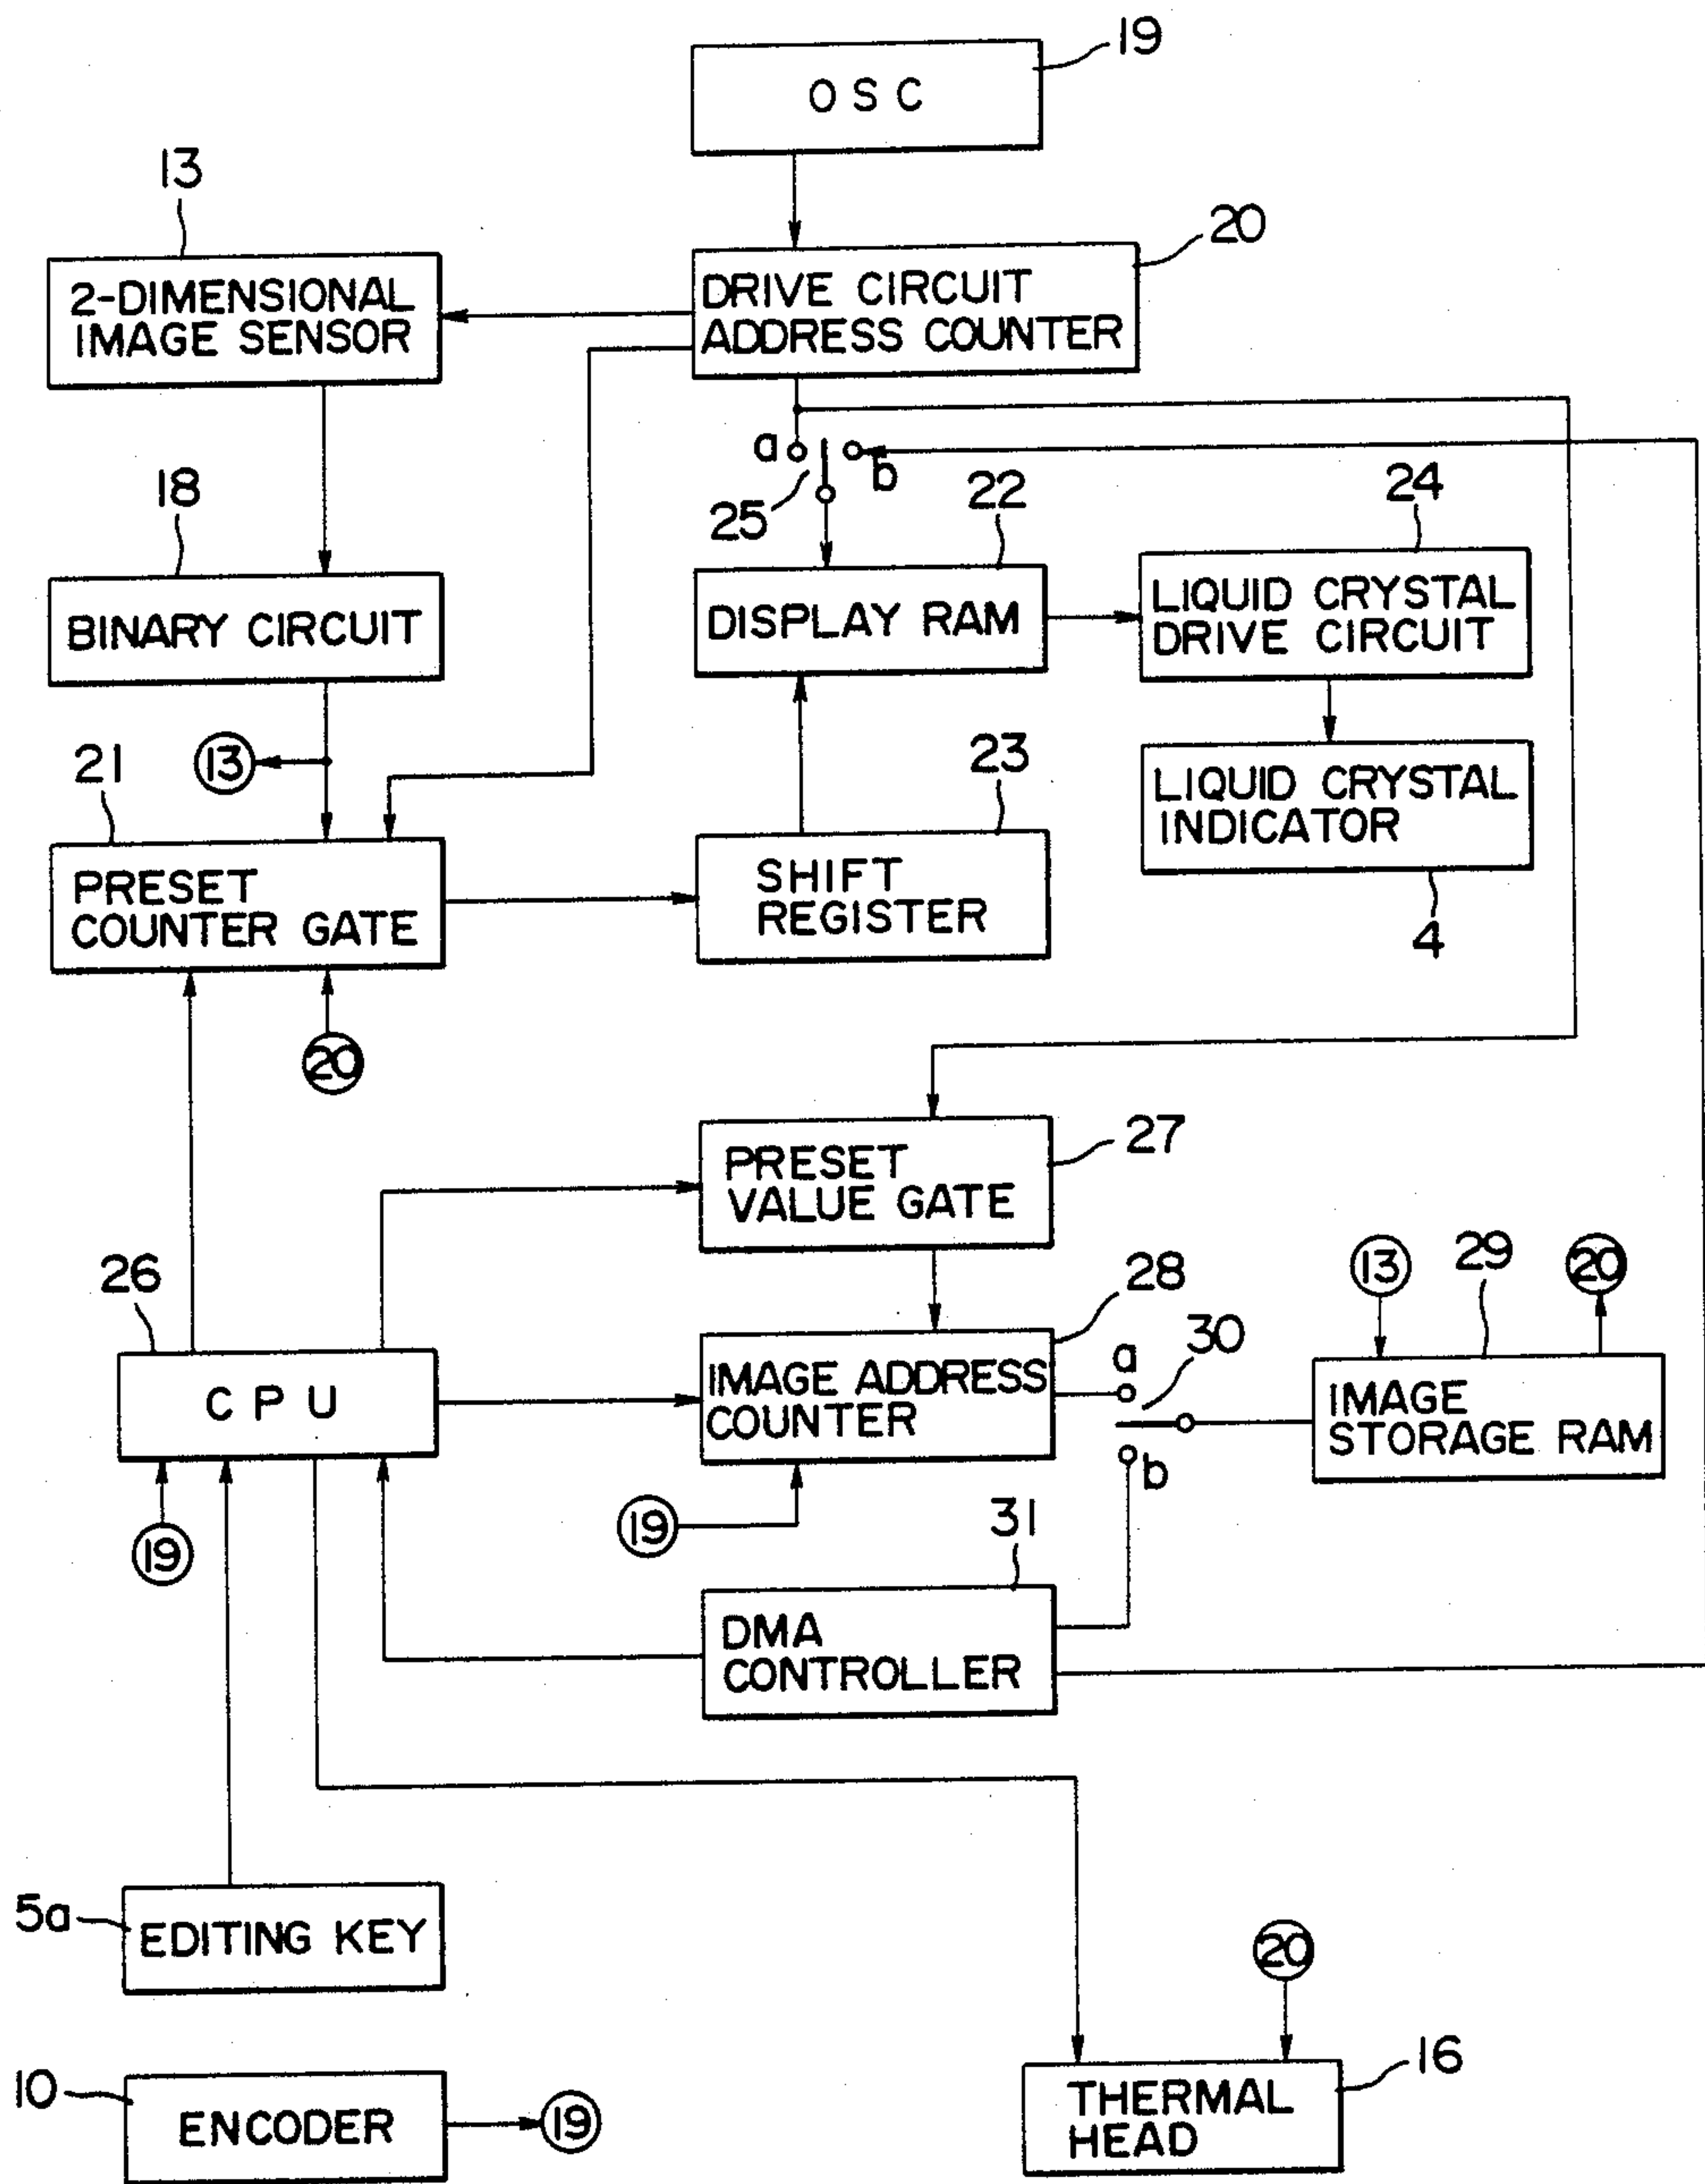 19
O S C
13
20
2-DIMENSIONAL
IMAGE SENSOR
DRIVE CIRCUIT
ADDRESS COUNTER
a
b
25
18
22
24
BINARY CIRCUIT
DISPLAY RAM
LIQUID CRYSTAL
DRIVE CIRCUIT
13
21
23
LIQUID CRYSTAL
INDICATOR
4
PRESET
COUNTER GATE
SHIFT
REGISTER
20
27
PRESET
VALUE GATE
26
28
13
29
20
C P U
IMAGE ADDRESS
COUNTER
a
30
b
IMAGE
STORAGE RAM
19
19
31
DMA
CONTROLLER
5a
EDITING KEY
20
10
ENCODER
19
16
THERMAL
HEAD